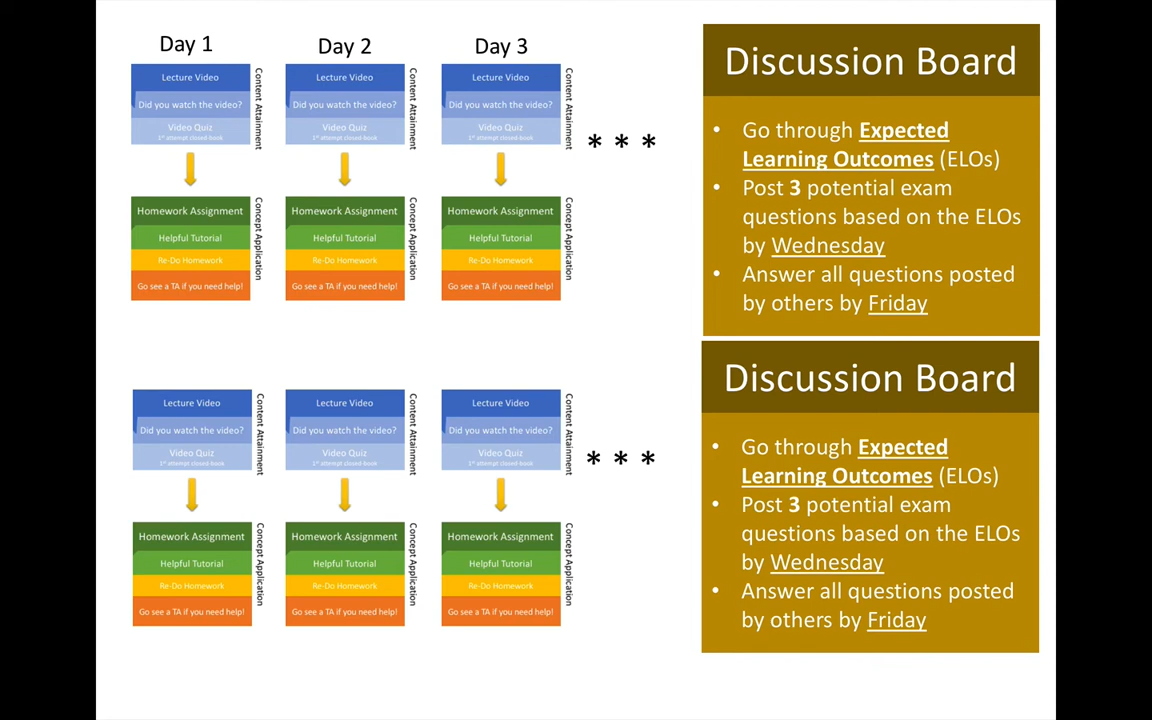 Day 1
Day 2
Day 3
Lecture Video
Did you watch the video?
Video Quiz
1st attempt closed-book
Content Attainment
Homework Assignment
Helpful Tutorial
Re-Do Homework
Go see a TA if you need help!
Concept Application
Lecture Video
Did you watch the video?
Video Quiz
1st attempt closed-book
Content Attainment
Homework Assignment
Helpful Tutorial
Re-Do Homework
Go see a TA if you need help!
Concept Application
Lecture Video
Did you watch the video?
Video Quiz
1st attempt closed-book
Content Attainment
Homework Assignment
Helpful Tutorial
Re-Do Homework
Go see a TA if you need help!
Concept Application
* * *
Discussion Board
• Go through Expected
Learning Outcomes (ELOs)
• Post 3 potential exam
questions based on the ELOs
by Wednesday
• Answer all questions posted
by others by Friday
Lecture Video
Did you watch the video?
Video Quiz
1st attempt closed-book
Content Attainment
Homework Assignment
Helpful Tutorial
Re-Do Homework
Go see a TA if you need help!
Concept Application
Lecture Video
Did you watch the video?
Video Quiz
1st attempt closed-book
Content Attainment
Homework Assignment
Helpful Tutorial
Re-Do Homework
Go see a TA if you need help!
Concept Application
Lecture Video
Did you watch the video?
Video Quiz
1st attempt closed-book
Content Attainment
Homework Assignment
Helpful Tutorial
Re-Do Homework
Go see a TA if you need help!
Concept Application
* * *
Discussion Board
• Go through Expected
Learning Outcomes (ELOs)
• Post 3 potential exam
questions based on the ELOs
by Wednesday
• Answer all questions posted
by others by Friday